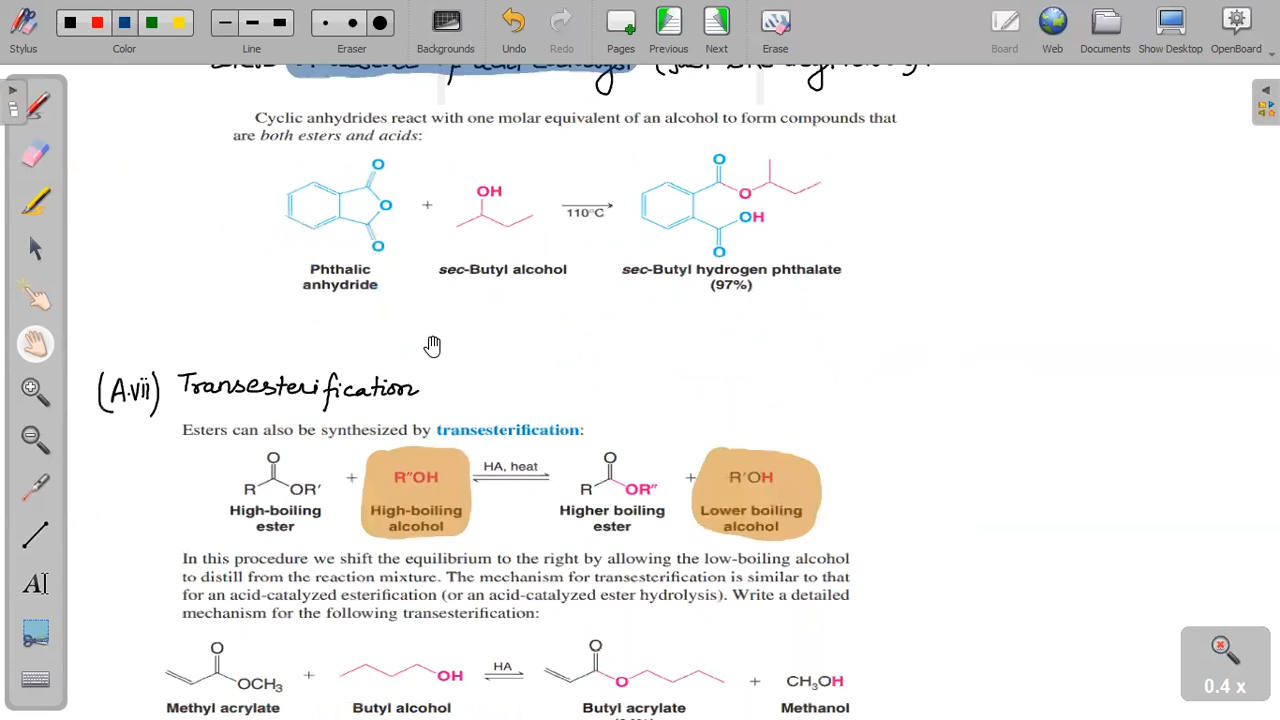 Stylus
Color
Line
Eraser
Backgrounds
Undo
Redo
Pages
Previous
Next
Erase
Board
Web
Documents
Show Desktop
OpenBoard
Cyclic anhydrides react with one molar equivalent of an alcohol to form compounds that
are both esters and acids:
O
O
O
+
OH
110°C
O
O
OH
O
Phthalic
anhydride
sec-Butyl alcohol
sec-Butyl hydrogen phthalate
(97%)
(A.vii) Transesterification
Esters can also be synthesized by transesterification:
O
R
OR′
+
R″OH
HA, heat
O
R
OR″
+
R′OH
High-boiling
ester
High-boiling
alcohol
Higher boiling
ester
Lower boiling
alcohol
In this procedure we shift the equilibrium to the right by allowing the low-boiling alcohol
to distill from the reaction mixture. The mechanism for transesterification is similar to that
for an acid-catalyzed esterification (or an acid-catalyzed ester hydrolysis). Write a detailed
mechanism for the following transesterification:
O
OCH3
+
OH
HA
O
O
+
CH3OH
Methyl acrylate
Butyl alcohol
Butyl acrylate
Methanol
0.4 x